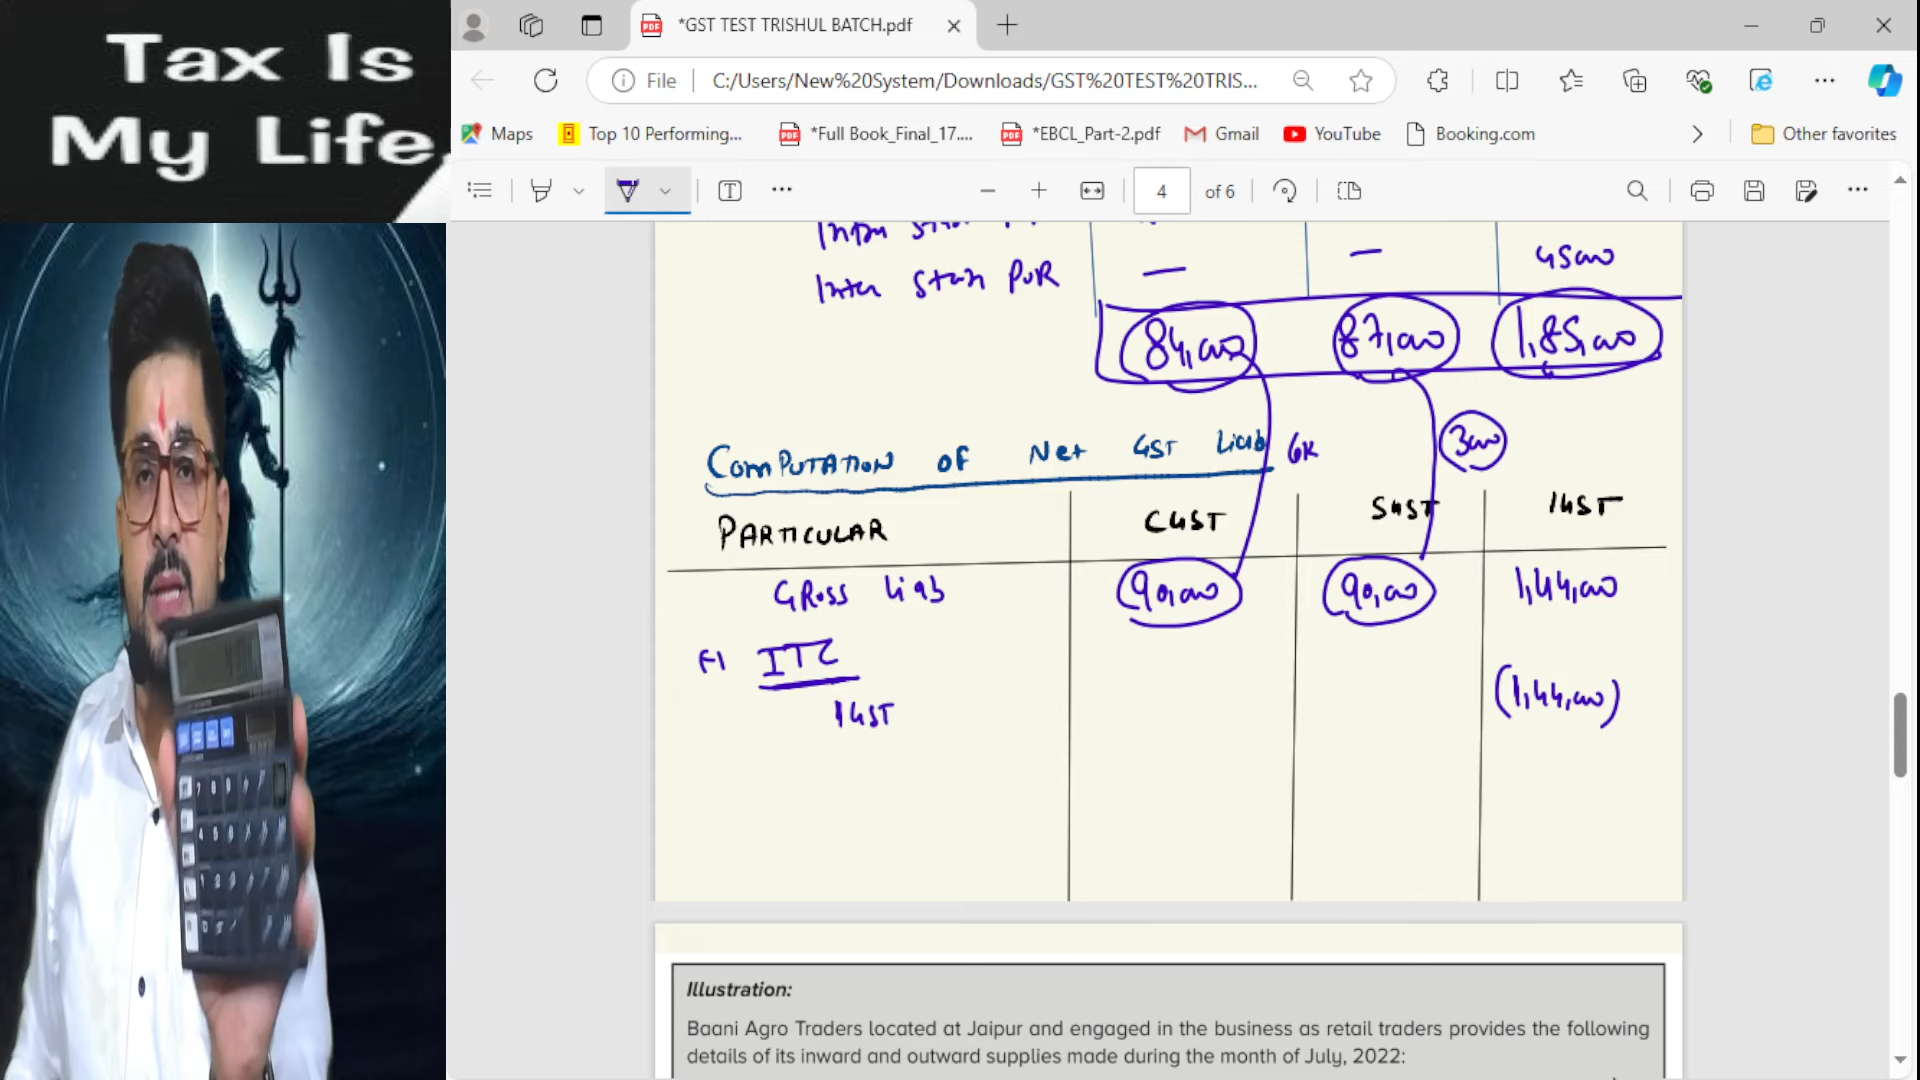 Tax Is
My Life.
*GST TEST TRISHUL BATCH.pdf
File
C:/Users/New%20System/Downloads/GST%20TEST%20TRIS...
Maps
Top 10 Performing...
*Full Book_Final_17....
*EBCL_Part-2.pdf
Gmail
YouTube
Booking.com
Other favorites
4 of 6
Inter State PUR — — 45000
84,000 87,000 1,85,000
Computation of Net GST Liab 6K 3000
PARTICULAR CGST SGST IGST
GRoss Liab 90,000 90,000 1,44,000
ITC
IGST (1,44,000)
Illustration:
Baani Agro Traders located at Jaipur and engaged in the business as retail traders provides the following
details of its inward and outward supplies made during the month of July, 2022: